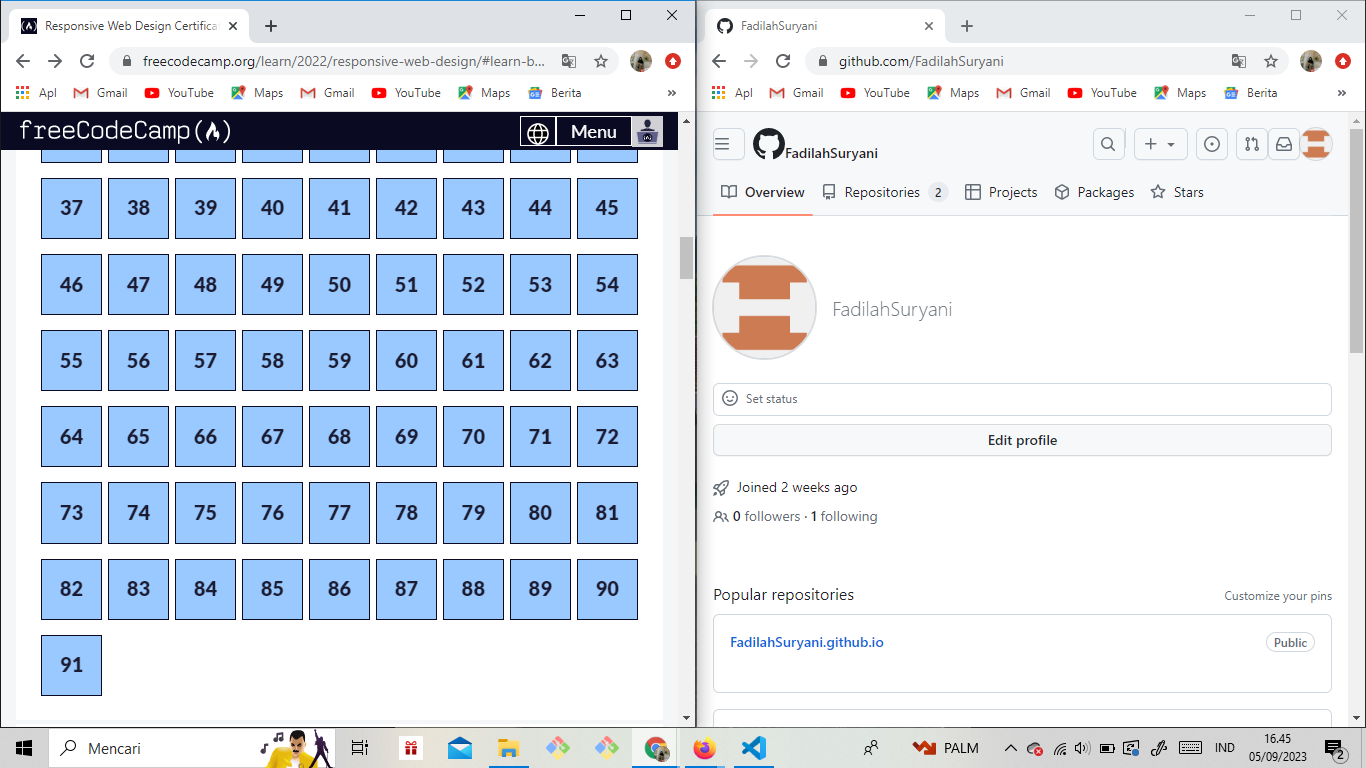 Responsive Web Design Certifica
freecodecamp.org/learn/2022/responsive-web-design/#learn-b...
Apl Gmail YouTube Maps Gmail YouTube Maps Berita »
freeCodeCamp(🔥) Menu
37 38 39 40 41 42 43 44 45
46 47 48 49 50 51 52 53 54
55 56 57 58 59 60 61 62 63
64 65 66 67 68 69 70 71 72
73 74 75 76 77 78 79 80 81
82 83 84 85 86 87 88 89 90
91
FadilahSuryani
github.com/FadilahSuryani
Apl Gmail YouTube Maps Gmail YouTube Maps Berita »
FadilahSuryani
Overview Repositories 2 Projects Packages Stars
FadilahSuryani
Set status
Edit profile
Joined 2 weeks ago
0 followers · 1 following
Popular repositories Customize your pins
FadilahSuryani.github.io Public
Mencari PALM IND 16.45
05/09/2023 2